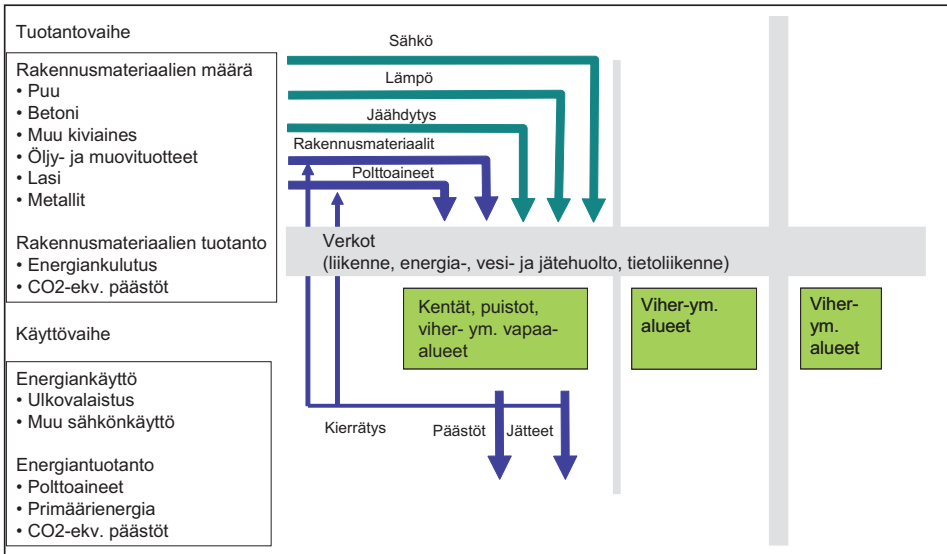 Tuotantovaihe
Rakennusmateriaalien määrä
• Puu
• Betoni
• Muu kiviaines
• Öljy- ja muovituotteet
• Lasi
• Metallit
Rakennusmateriaalien tuotanto
• Energiankulutus
• CO2-ekv. päästöt
Käyttövaihe
Energiankäyttö
• Ulkovalaistus
• Muu sähkönkäyttö
Energiantuotanto
• Polttoaineet
• Primäärienergia
• CO2-ekv. päästöt
Sähkö
Lämpö
Jäähdytys
Rakennusmateriaalit
Polttoaineet
Verkot
(liikenne, energia-, vesi- ja jätehuolto, tietoliikenne)
Kentät, puistot,
viher- ym. vapaa-
alueet
Viher-ym.
alueet
Viher-
ym.
alueet
Kierrätys
Päästöt
Jätteet